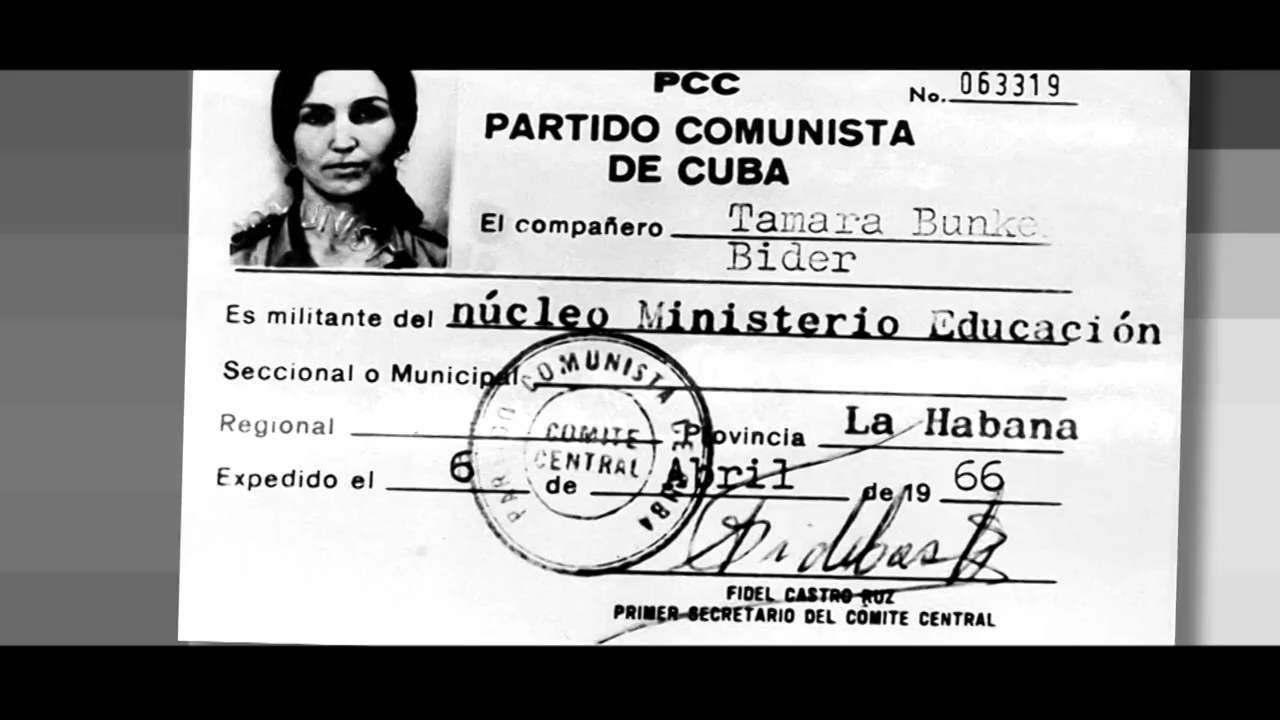 PCC
No. 063319
PARTIDO COMUNISTA
DE CUBA
El compañero Tamara Bunke
Bider
Es militante del núcleo Ministerio Educación
Seccional o Municipal
Regional Provincia La Habana
Expedido el 6 de Abril de 19 66
COMUNISTA DE
COMITE
CENTRAL
FIDEL CASTRO RUZ
PRIMER SECRETARIO DEL COMITE CENTRAL